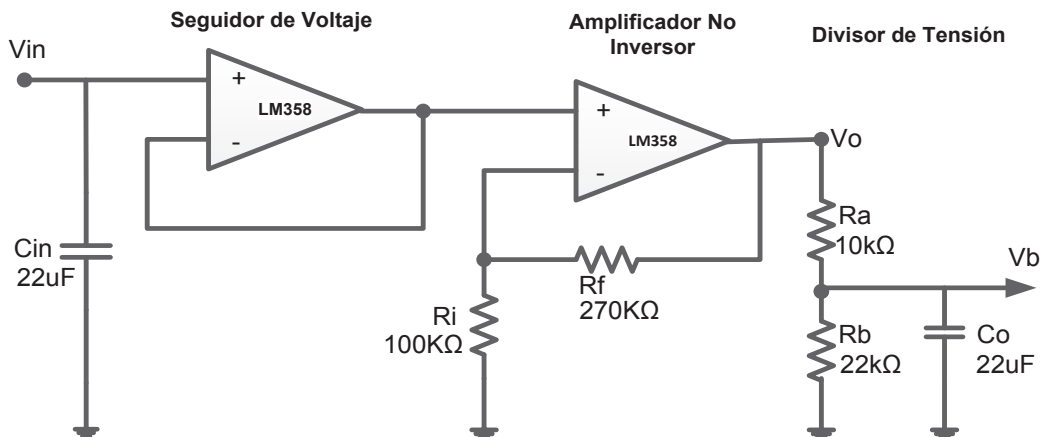 Seguidor de Voltaje
Amplificador No
Inversor
Divisor de Tensión
Vin
+
LM358
-
+
LM358
-
Vo
Cin
22uF
Ra
10kΩ
Vb
Rf
270KΩ
Ri
100KΩ
Rb
22kΩ
Co
22uF